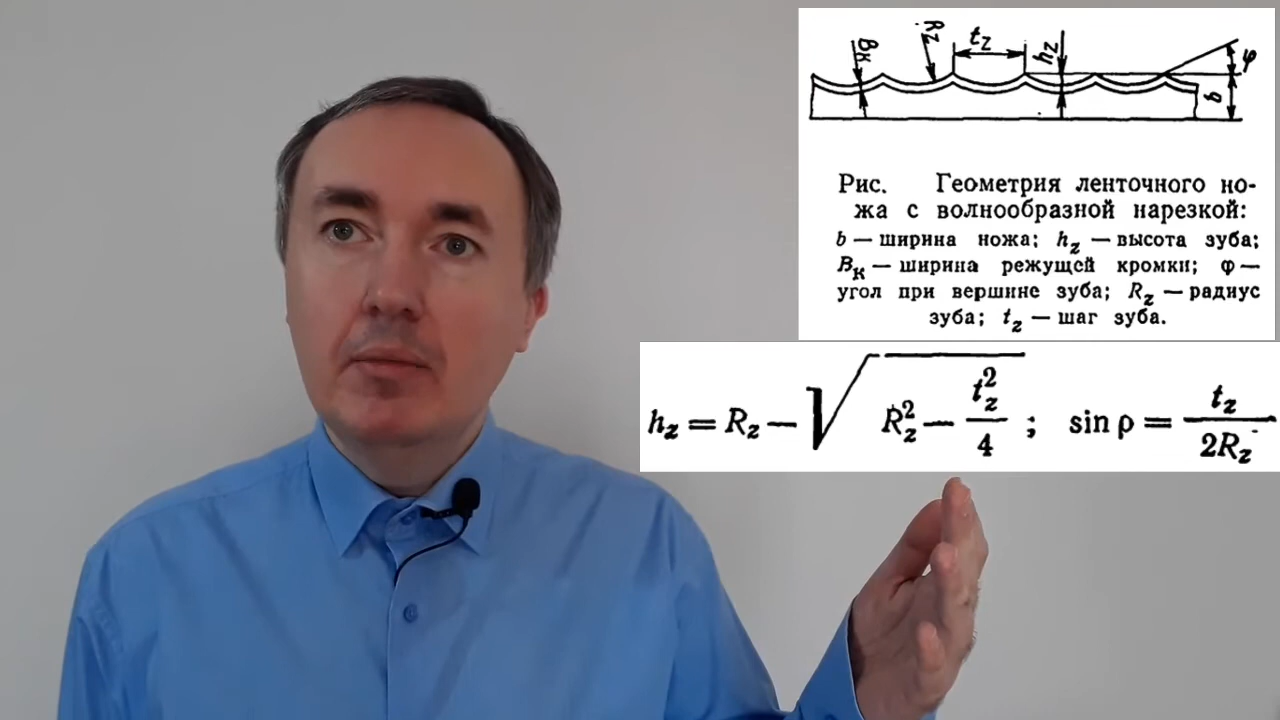 Bк Rz tz hz φ b
Рис. Геометрия ленточного но-
жа с волнообразной нарезкой:
b — ширина ножа; hz — высота зуба;
Bк — ширина режущей кромки; φ —
угол при вершине зуба; Rz — радиус
зуба; tz — шаг зуба.
hz = Rz − √(Rz² − tz²/4) ; sin ρ = tz/2Rz